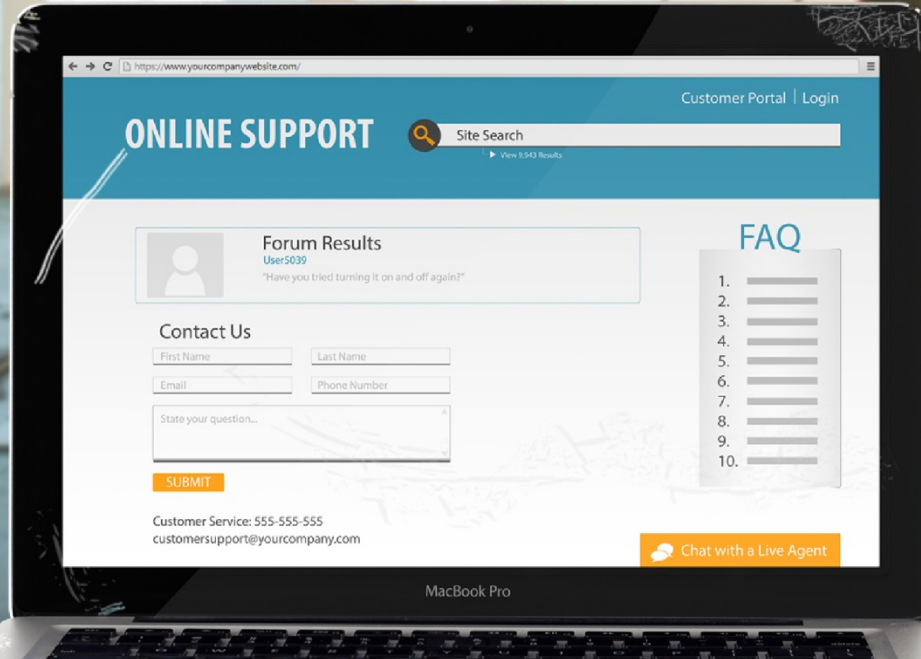 https://www.yourcompanywebsite.com/
Customer Portal | Login
ONLINE SUPPORT
Site Search
View 9,943 Results
Forum Results
User5039
"Have you tried turning it on and off again?"
FAQ
1.
2.
3.
4.
5.
6.
7.
8.
9.
10.
Contact Us
First Name
Last Name
Email
Phone Number
State your question...
SUBMIT
Customer Service: 555-555-555
customersupport@yourcompany.com
Chat with a Live Agent
MacBook Pro